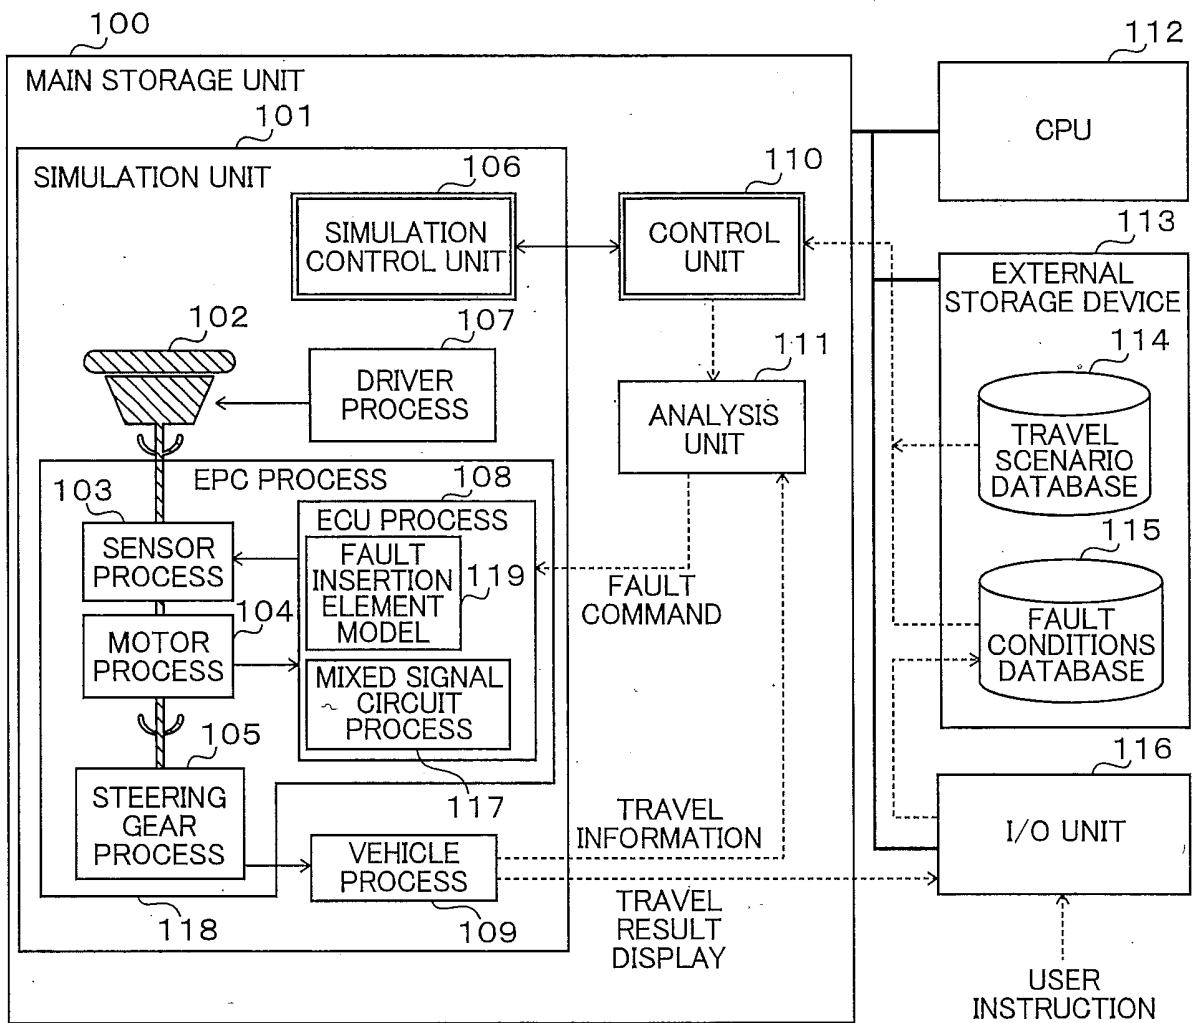 100
MAIN STORAGE UNIT
101
SIMULATION UNIT
106
SIMULATION
CONTROL UNIT
110
CONTROL
UNIT
112
CPU
113
EXTERNAL
STORAGE DEVICE
102
107
DRIVER
PROCESS
111
ANALYSIS
UNIT
114
TRAVEL
SCENARIO
DATABASE
EPC PROCESS
103
SENSOR
PROCESS
108
ECU PROCESS
FAULT
INSERTION
ELEMENT
MODEL
119
FAULT
COMMAND
115
FAULT
CONDITIONS
DATABASE
104
MOTOR
PROCESS
MIXED SIGNAL
CIRCUIT
PROCESS
117
105
STEERING
GEAR
PROCESS
118
VEHICLE
PROCESS
109
TRAVEL
INFORMATION
TRAVEL
RESULT
DISPLAY
116
I/O UNIT
USER
INSTRUCTION